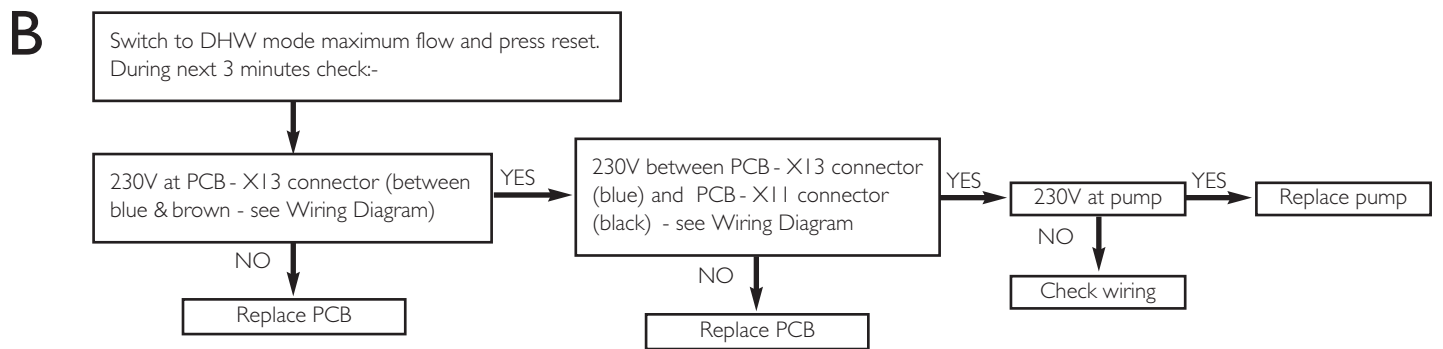 B
Switch to DHW mode maximum flow and press reset.
During next 3 minutes check:-
230V at PCB - X13 connector (between
blue & brown - see Wiring Diagram)
YES
NO
Replace PCB
230V between PCB - X13 connector
(blue) and PCB - X11 connector
(black) - see Wiring Diagram
YES
NO
Replace PCB
230V at pump
YES
Replace pump
NO
Check wiring